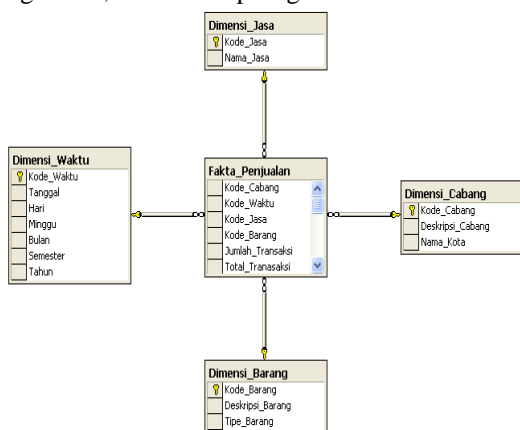 Dimensi_Jasa
Kode_Jasa
Nama_Jasa
Dimensi_Waktu
Kode_Waktu
Tanggal
Hari
Minggu
Bulan
Semester
Tahun
Fakta_Penjualan
Kode_Cabang
Kode_Waktu
Kode_Jasa
Kode_Barang
Jumlah_Transaksi
Total_Tranasaksi
Dimensi_Cabang
Kode_Cabang
Deskripsi_Cabang
Nama_Kota
Dimensi_Barang
Kode_Barang
Deskripsi_Barang
Tipe_Barang